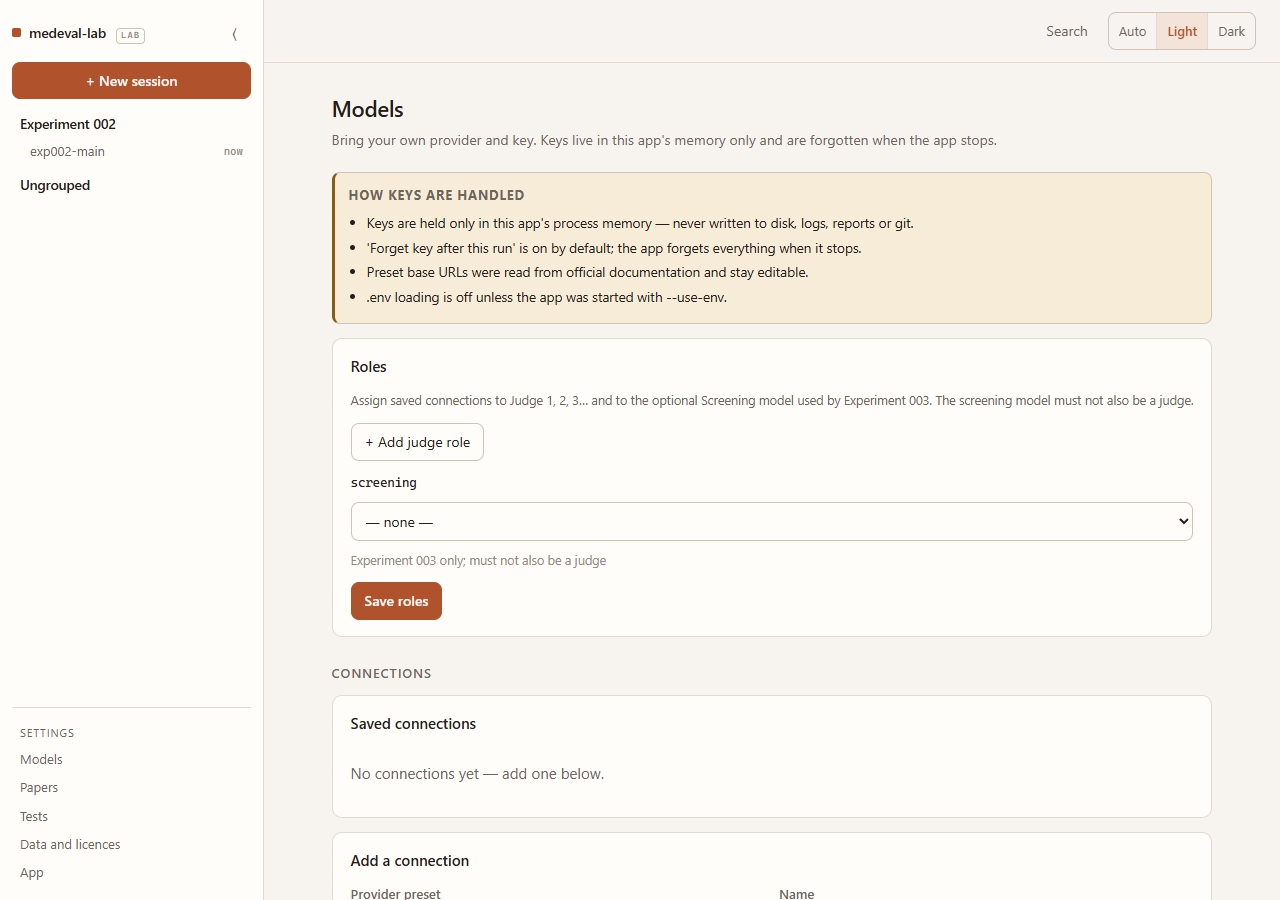 medeval-lab LAB
+ New session
Experiment 002
exp002-main now
Ungrouped
SETTINGS
Models
Papers
Tests
Data and licences
App
Search Auto Light Dark
Models
Bring your own provider and key. Keys live in this app's memory only and are forgotten when the app stops.
HOW KEYS ARE HANDLED
Keys are held only in this app's process memory — never written to disk, logs, reports or git.
'Forget key after this run' is on by default; the app forgets everything when it stops.
Preset base URLs were read from official documentation and stay editable.
.env loading is off unless the app was started with --use-env.
Roles
Assign saved connections to Judge 1, 2, 3… and to the optional Screening model used by Experiment 003. The screening model must not also be a judge.
+ Add judge role
screening
— none —
Experiment 003 only; must not also be a judge
Save roles
CONNECTIONS
Saved connections
No connections yet — add one below.
Add a connection
Provider preset Name